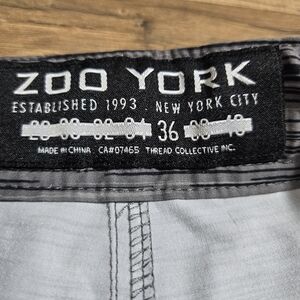 ZOO YORK
ESTABLISHED 1993 . NEW YORK CITY
36
MADE IN CHINA CA#07465 THREAD COLLECTIVE INC.